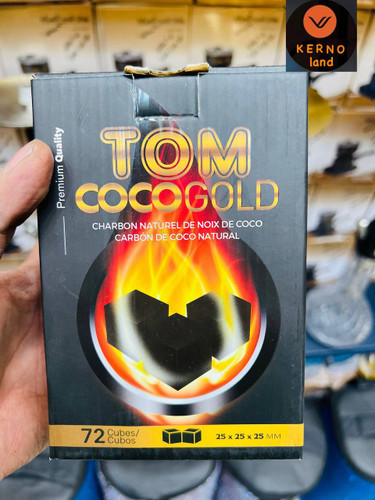 KERNO
land
Premium Quality
TOM
COCOGOLD
CHARBON NATUREL DE NOIX DE COCO
CARBÓN DE COCO NATURAL
72 Cubes/
Cubos
25 x 25 x 25 MM